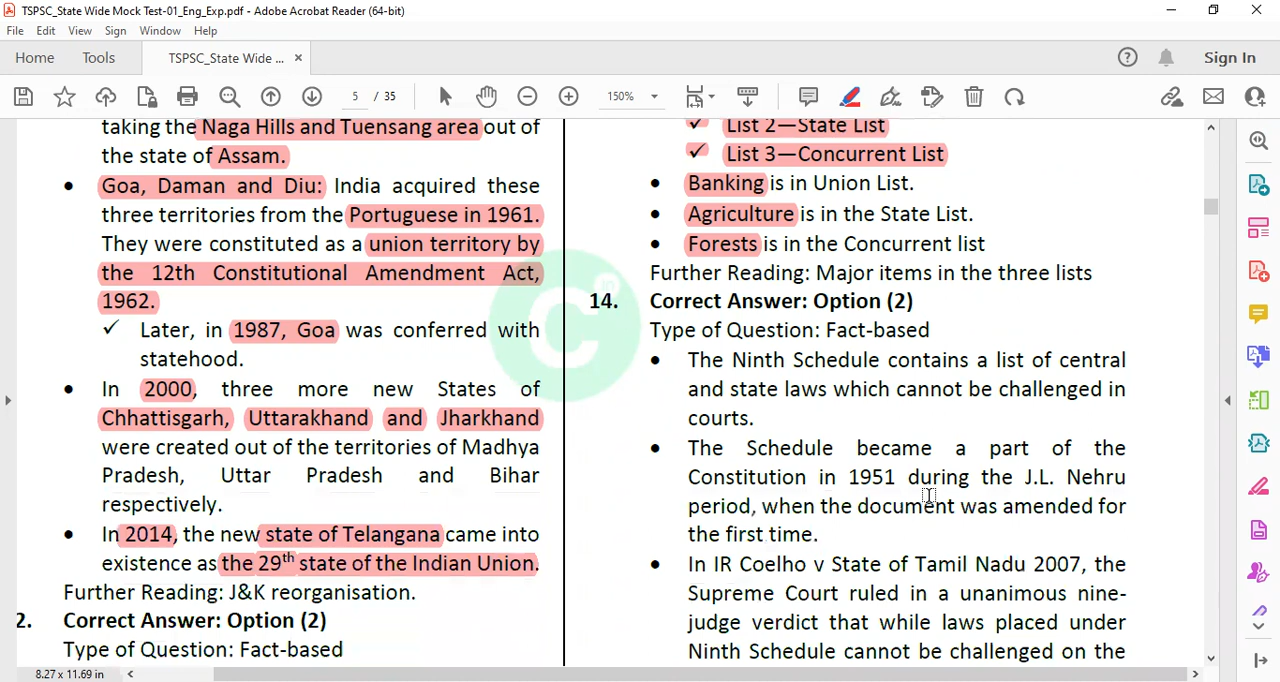 TSPSC_State Wide Mock Test-01_Eng_Exp.pdf - Adobe Acrobat Reader (64-bit)
File Edit View Sign Window Help
Home Tools TSPSC_State Wide ... × Sign In
5 / 35 150%
taking the Naga Hills and Tuensang area out of
the state of Assam.
• Goa, Daman and Diu: India acquired these
three territories from the Portuguese in 1961.
They were constituted as a union territory by
the 12th Constitutional Amendment Act,
1962.
✓ Later, in 1987, Goa was conferred with
statehood.
• In 2000, three more new States of
Chhattisgarh, Uttarakhand and Jharkhand
were created out of the territories of Madhya
Pradesh, Uttar Pradesh and Bihar
respectively.
• In 2014, the new state of Telangana came into
existence as the 29th state of the Indian Union.
Further Reading: J&K reorganisation.
2. Correct Answer: Option (2)
Type of Question: Fact-based
✓ List 2—State List
✓ List 3—Concurrent List
• Banking is in Union List.
• Agriculture is in the State List.
• Forests is in the Concurrent list
Further Reading: Major items in the three lists
14. Correct Answer: Option (2)
Type of Question: Fact-based
• The Ninth Schedule contains a list of central
and state laws which cannot be challenged in
courts.
• The Schedule became a part of the
Constitution in 1951 during the J.L. Nehru
period, when the document was amended for
the first time.
• In IR Coelho v State of Tamil Nadu 2007, the
Supreme Court ruled in a unanimous nine-
judge verdict that while laws placed under
Ninth Schedule cannot be challenged on the
8.27 x 11.69 in